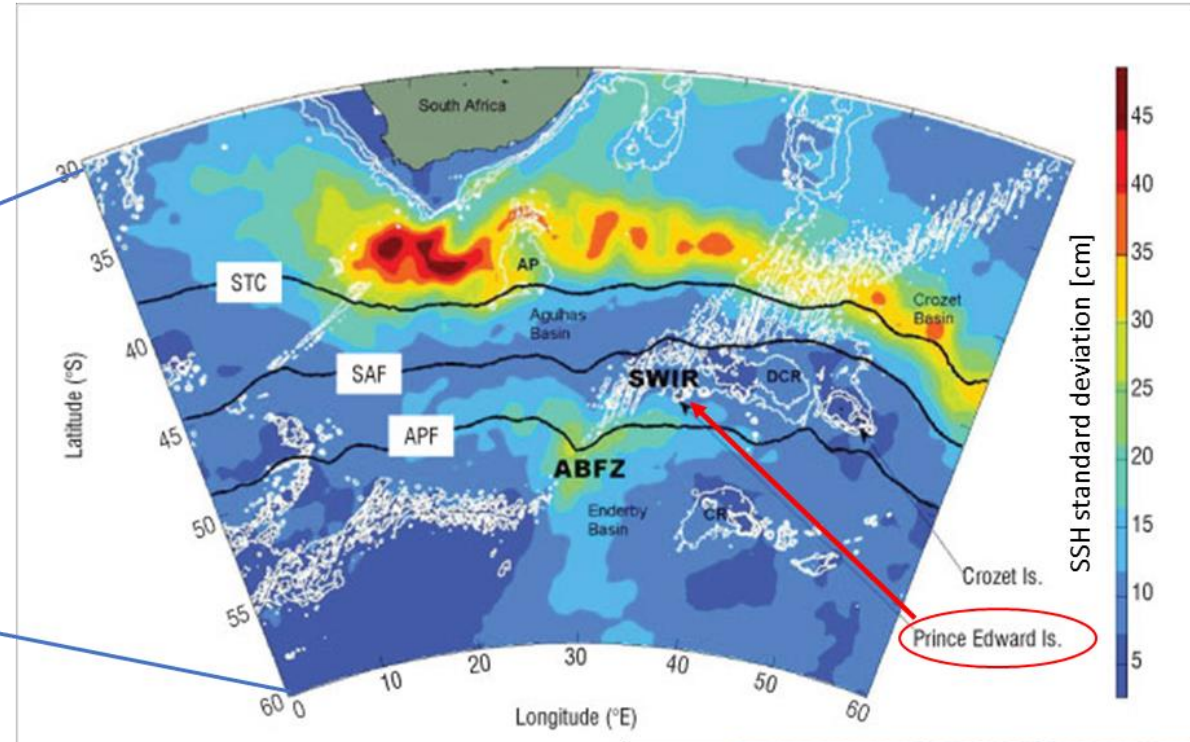 South Africa
30
35
40
45
50
55
60
Latitude (°S)
STC
SAF
APF
AP
Agulhas
Basin
Crozet
Basin
SWIR
DCR
ABFZ
Enderby
Basin
CR
Crozet Is.
Prince Edward Is.
0
10
20
30
40
50
60
Longitude (°E)
SSH standard deviation [cm]
45
40
35
30
25
20
15
10
5